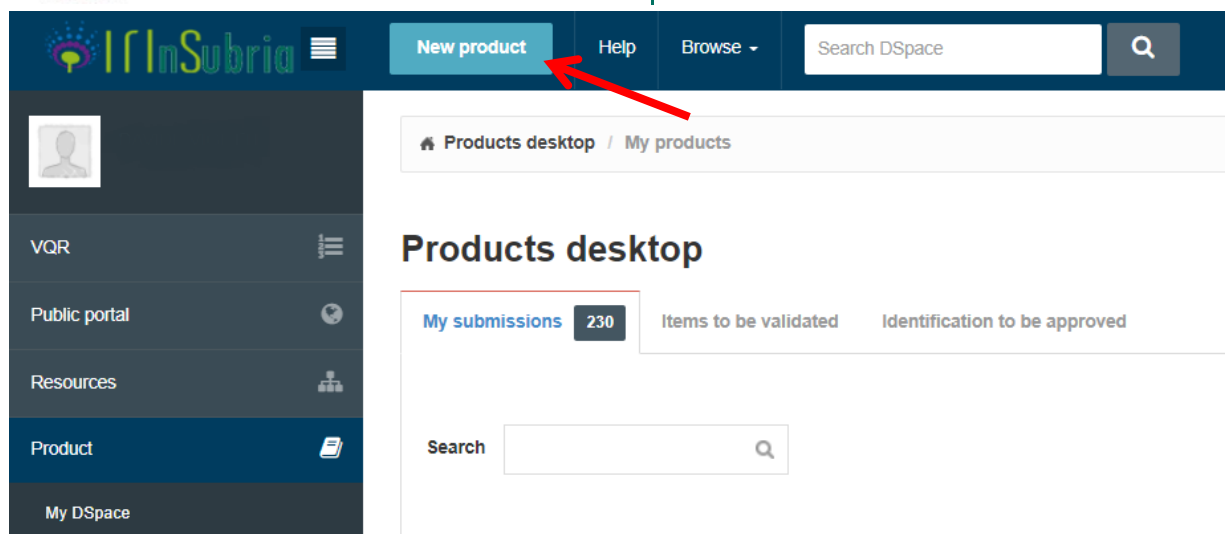 IrInSubria
New product Help Browse Search DSpace
Products desktop / My products
VQR
Products desktop
Public portal
My submissions 230 Items to be validated Identification to be approved
Resources
Product
Search
My DSpace